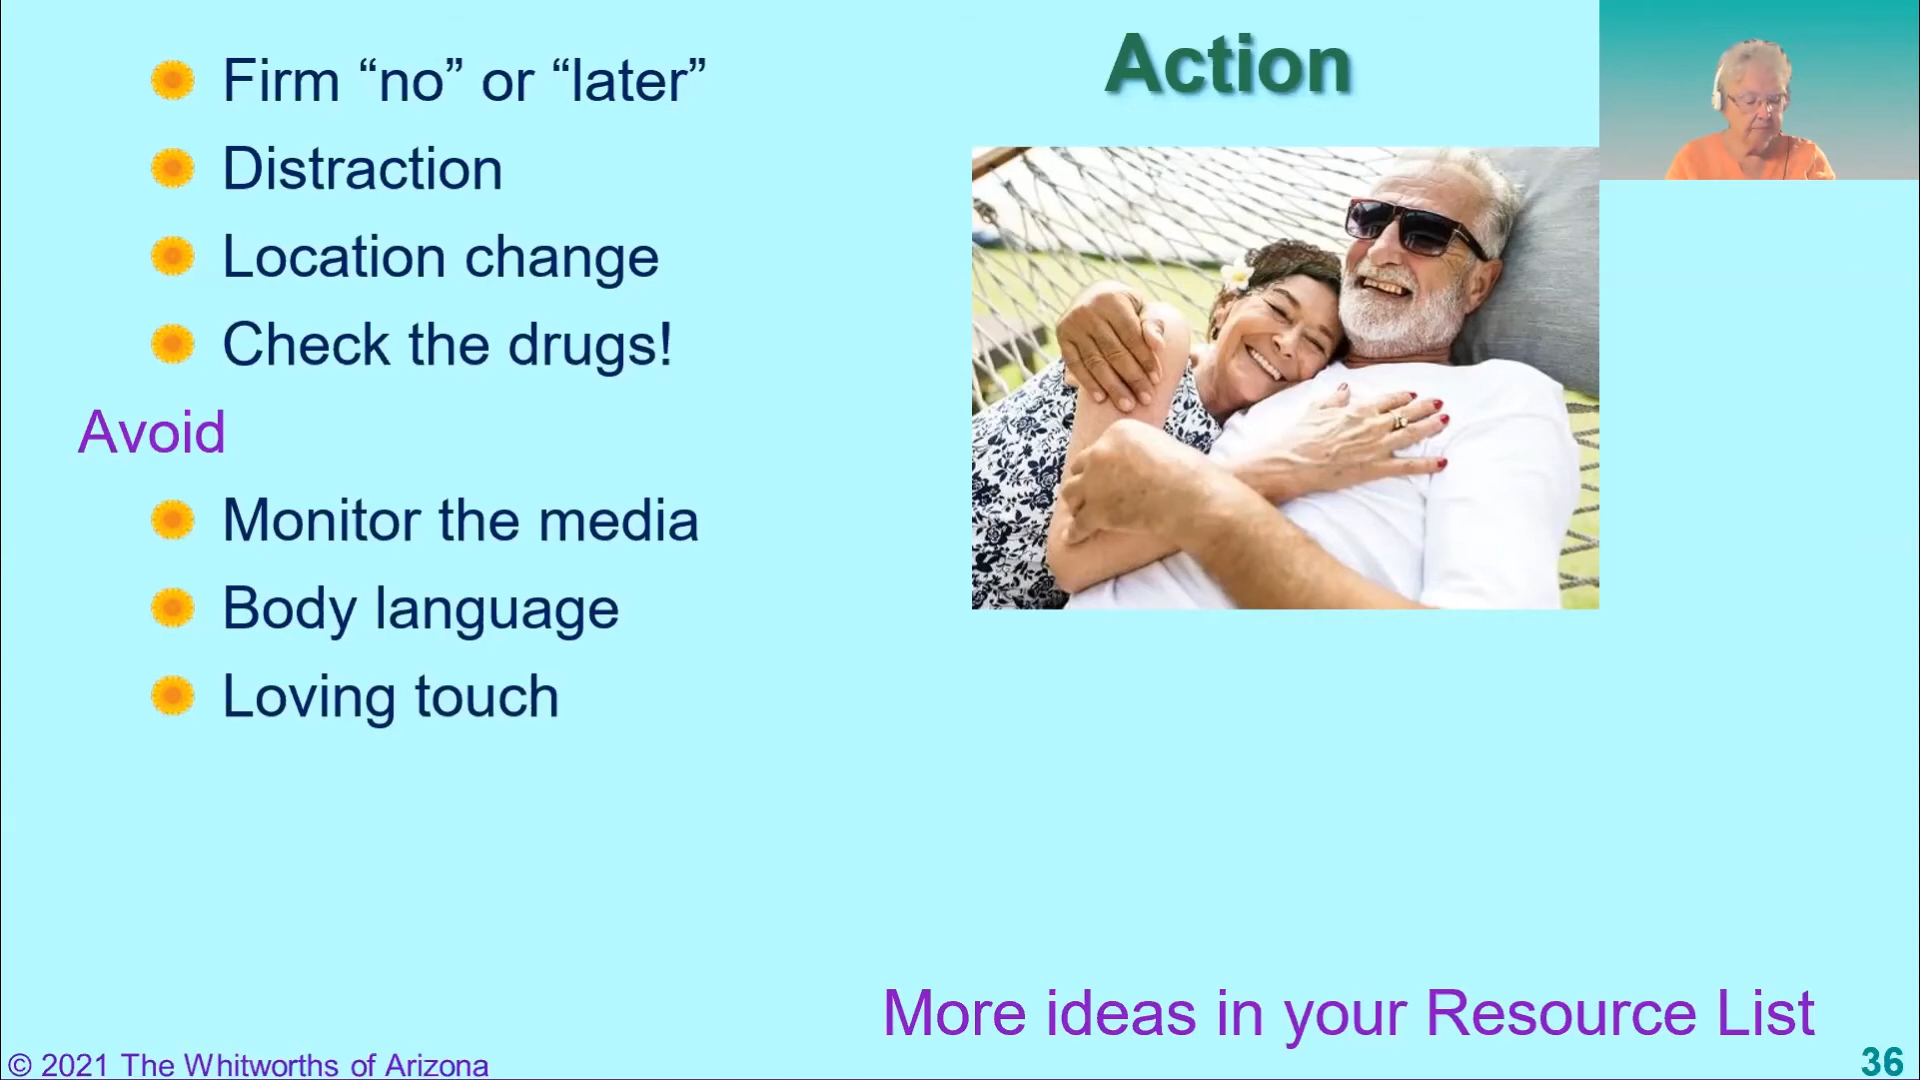 Action
Firm “no” or “later”
Distraction
Location change
Check the drugs!
Avoid
Monitor the media
Body language
Loving touch
More ideas in your Resource List
© 2021 The Whitworths of Arizona
36